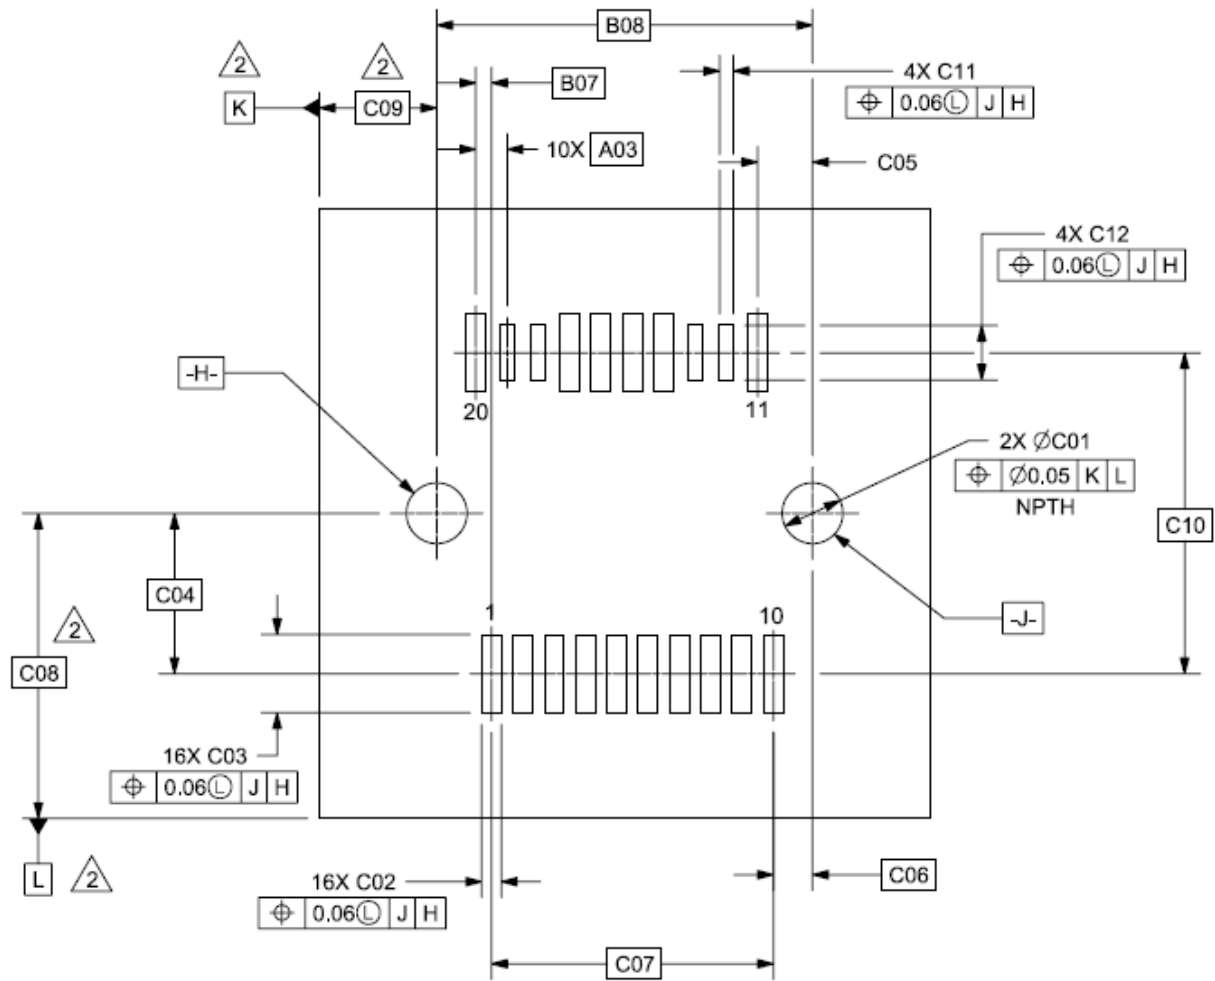 B08
2
2
B07
4X C11
K
C09
⌖ 0.06Ⓛ J H
10X A03
C05
4X C12
⌖ 0.06Ⓛ J H
-H-
20
11
2X ØC01
⌖ Ø0.05 K L
NPTH
C10
C04
1
10
-J-
2
C08
16X C03
⌖ 0.06Ⓛ J H
L
2
16X C02
C06
⌖ 0.06Ⓛ J H
C07